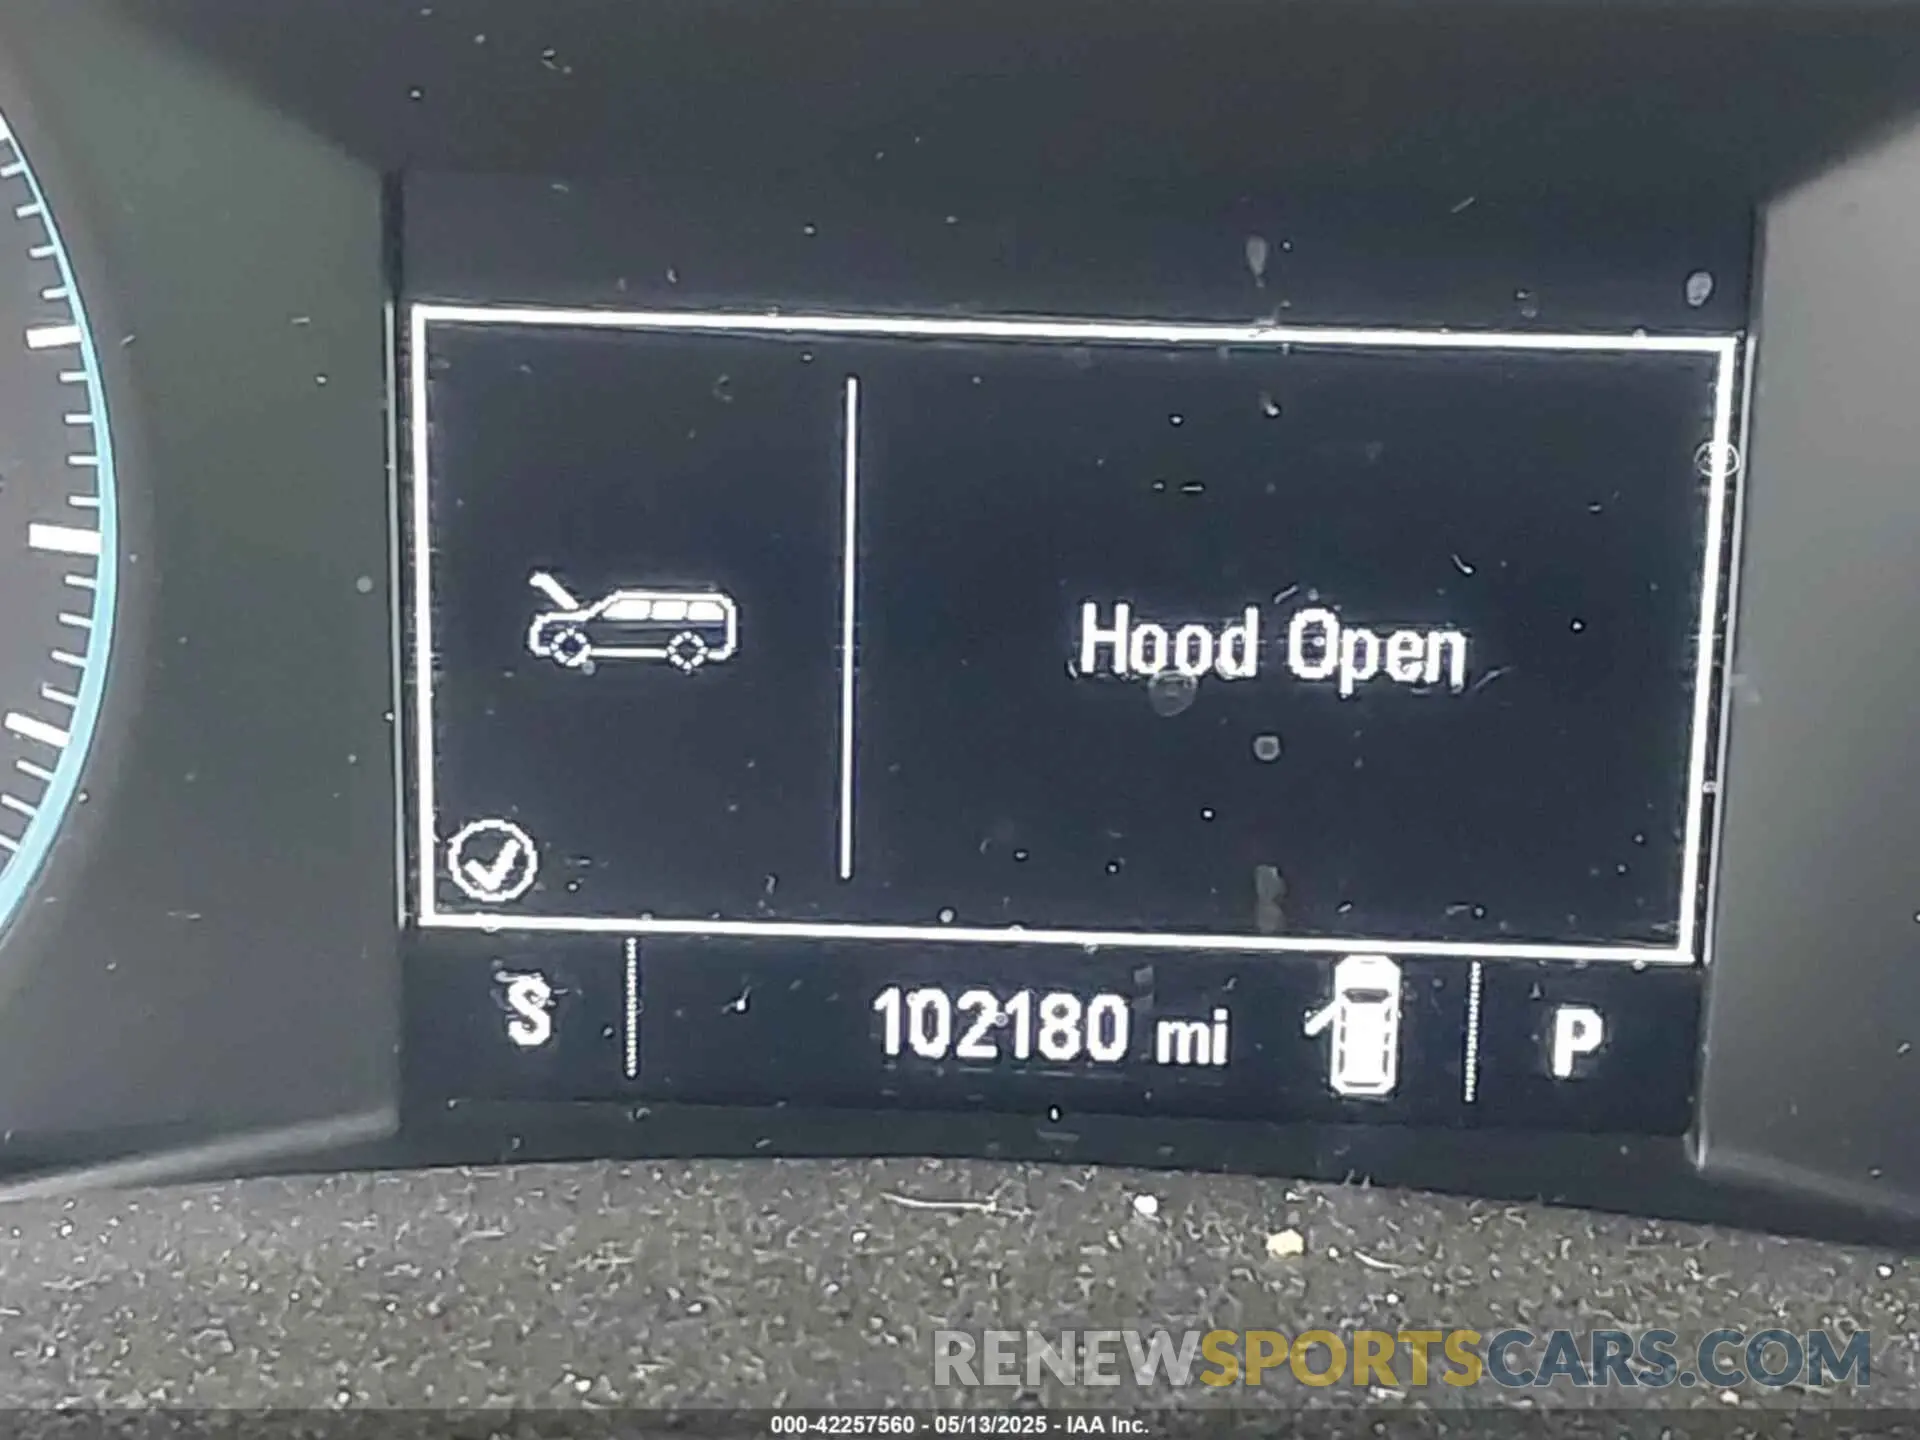 Hood Open
S
102180 mi
P
RENEWSPORTSCARS.COM
000-42257560 - 05/13/2025 - IAA Inc.